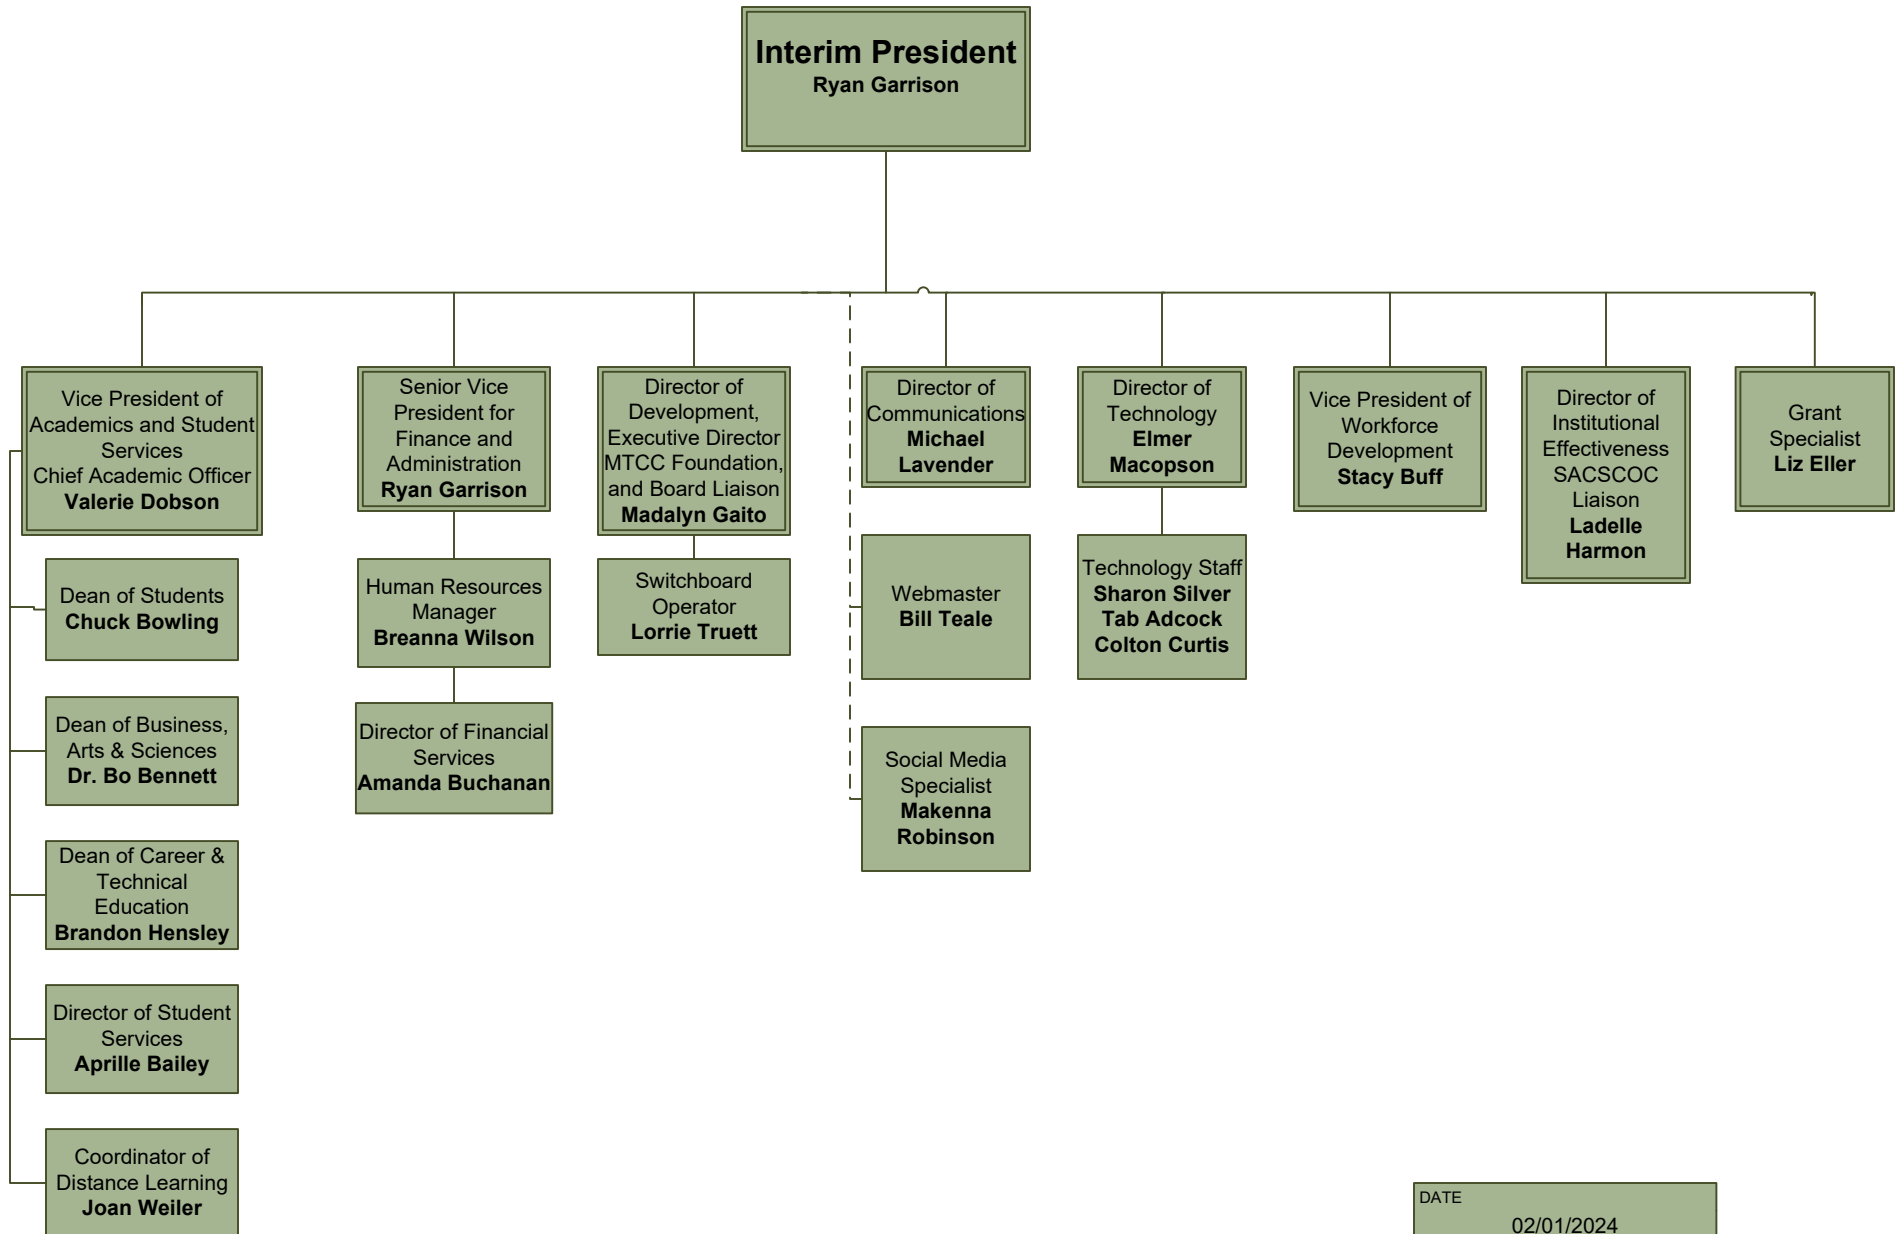 Interim President
Ryan Garrison
Vice President of
Academics and Student
Services
Chief Academic Officer
Valerie Dobson
Senior Vice
President for
Finance and
Administration
Ryan Garrison
Director of
Development,
Executive Director
MTCC Foundation,
and Board Liaison
Madalyn Gaito
Director of
Communications
Michael
Lavender
Director of
Technology
Elmer
Macopson
Vice President of
Workforce
Development
Stacy Buff
Director of
Institutional
Effectiveness
SACSCOC
Liaison
Ladelle
Harmon
Grant
Specialist
Liz Eller
Dean of Students
Chuck Bowling
Human Resources
Manager
Breanna Wilson
Switchboard
Operator
Lorrie Truett
Webmaster
Bill Teale
Technology Staff
Sharon Silver
Tab Adcock
Colton Curtis
Dean of Business,
Arts & Sciences
Dr. Bo Bennett
Director of Financial
Services
Amanda Buchanan
Social Media
Specialist
Makenna
Robinson
Dean of Career &
Technical
Education
Brandon Hensley
Director of Student
Services
Aprille Bailey
Coordinator of
Distance Learning
Joan Weiler
DATE
02/01/2024